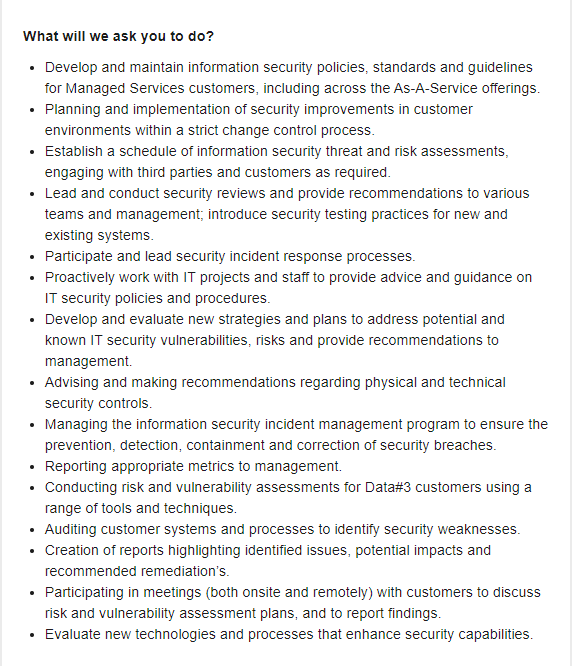 What will we ask you to do?
• Develop and maintain information security policies, standards and guidelines
for Managed Services customers, including across the As-A-Service offerings.
• Planning and implementation of security improvements in customer
environments within a strict change control process.
• Establish a schedule of information security threat and risk assessments,
engaging with third parties and customers as required.
• Lead and conduct security reviews and provide recommendations to various
teams and management; introduce security testing practices for new and
existing systems.
• Participate and lead security incident response processes.
• Proactively work with IT projects and staff to provide advice and guidance on
IT security policies and procedures.
• Develop and evaluate new strategies and plans to address potential and
known IT security vulnerabilities, risks and provide recommendations to
management.
• Advising and making recommendations regarding physical and technical
security controls.
• Managing the information security incident management program to ensure the
prevention, detection, containment and correction of security breaches.
• Reporting appropriate metrics to management.
• Conducting risk and vulnerability assessments for Data#3 customers using a
range of tools and techniques.
• Auditing customer systems and processes to identify security weaknesses.
• Creation of reports highlighting identified issues, potential impacts and
recommended remediation’s.
• Participating in meetings (both onsite and remotely) with customers to discuss
risk and vulnerability assessment plans, and to report findings.
• Evaluate new technologies and processes that enhance security capabilities.